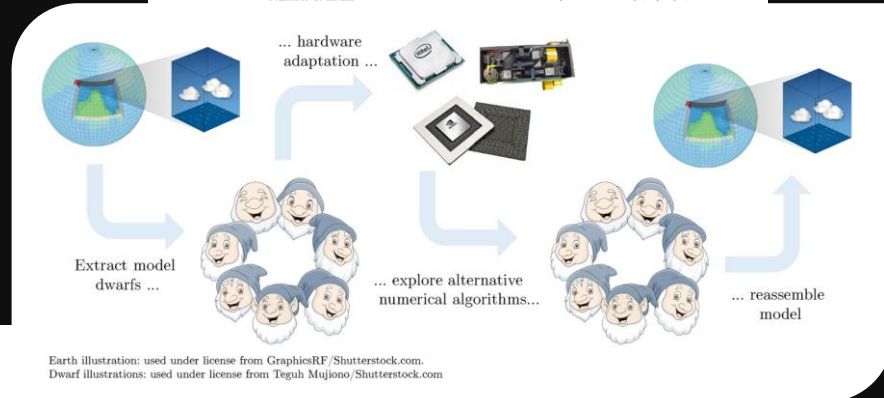 ... hardware
adaptation ...
intel
Extract model
dwarfs ...
... explore alternative
numerical algorithms...
... reassemble
model
Earth illustration: used under license from GraphicsRF/Shutterstock.com.
Dwarf illustrations: used under license from Teguh Mujiono/Shutterstock.com